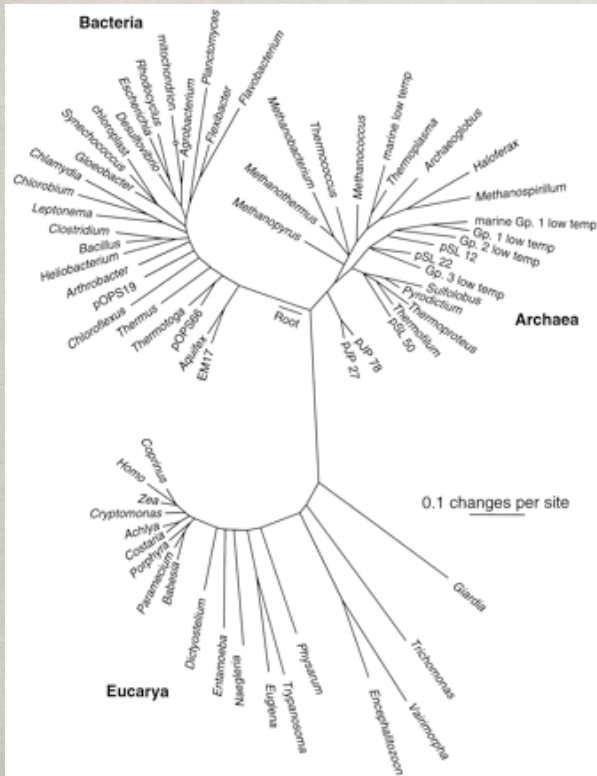 Bacteria
Planctomyces
mitochondrion
Rhodocyclus
Escherichia
Desulfovibrio
Agrobacterium
Flexibacter
Flavobacterium
chloroplast
Synechococcus
Gloeobacter
Chlamydia
Chlorobium
Leptonema
Clostridium
Bacillus
Heliobacterium
Arthrobacter
pOPS19
Chloroflexus
Thermus
Thermotoga
pOPS66
Aquifex
EM17
Root
Methanopyrus
Methanothermus
Methanobacterium
Thermococcus
Methanococcus
marine low temp
Thermoplasma
Archaeoglobus
Haloferax
Methanospirillum
marine Gp. 1 low temp
Gp. 1 low temp
Gp. 2 low temp
pSL 12
pSL 22
Gp. 3 low temp
Sulfolobus
Pyrodictium
Thermoproteus
Thermofilum
pSL 50
pJP 78
pJP 27
Archaea
Coprinus
Homo
Zea
Cryptomonas
Achlya
Costaria
Porphyra
Paramecium
Babesia
Dictyostelium
Entamoeba
Naegleria
Euglena
Trypanosoma
Physarum
Encephalitozoon
Vairimorpha
Trichomonas
Giardia
0.1 changes per site
Eucarya